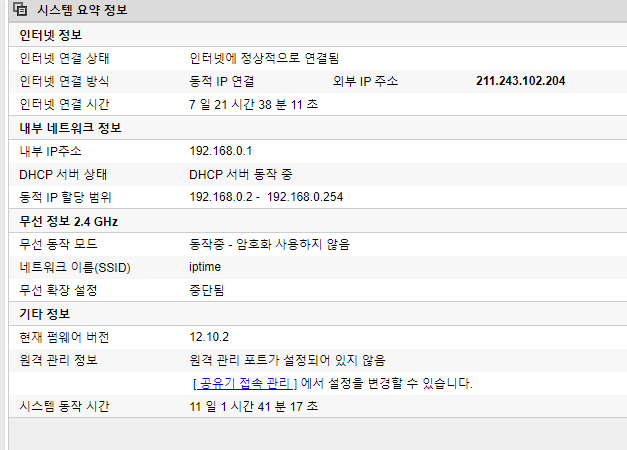 시스템 요약 정보
인터넷 정보
인터넷 연결 상태 인터넷에 정상적으로 연결됨
인터넷 연결 방식 동적 IP 연결 외부 IP 주소 211.243.102.204
인터넷 연결 시간 7 일 21 시간 38 분 11 초
내부 네트워크 정보
내부 IP주소 192.168.0.1
DHCP 서버 상태 DHCP 서버 동작 중
동적 IP 할당 범위 192.168.0.2 - 192.168.0.254
무선 정보 2.4 GHz
무선 동작 모드 동작중 - 암호화 사용하지 않음
네트워크 이름(SSID) iptime
무선 확장 설정 중단됨
기타 정보
현재 펌웨어 버전 12.10.2
원격 관리 정보 원격 관리 포트가 설정되어 있지 않음
[ 공유기 접속 관리 ] 에서 설정을 변경할 수 있습니다.
시스템 동작 시간 11 일 1 시간 41 분 17 초